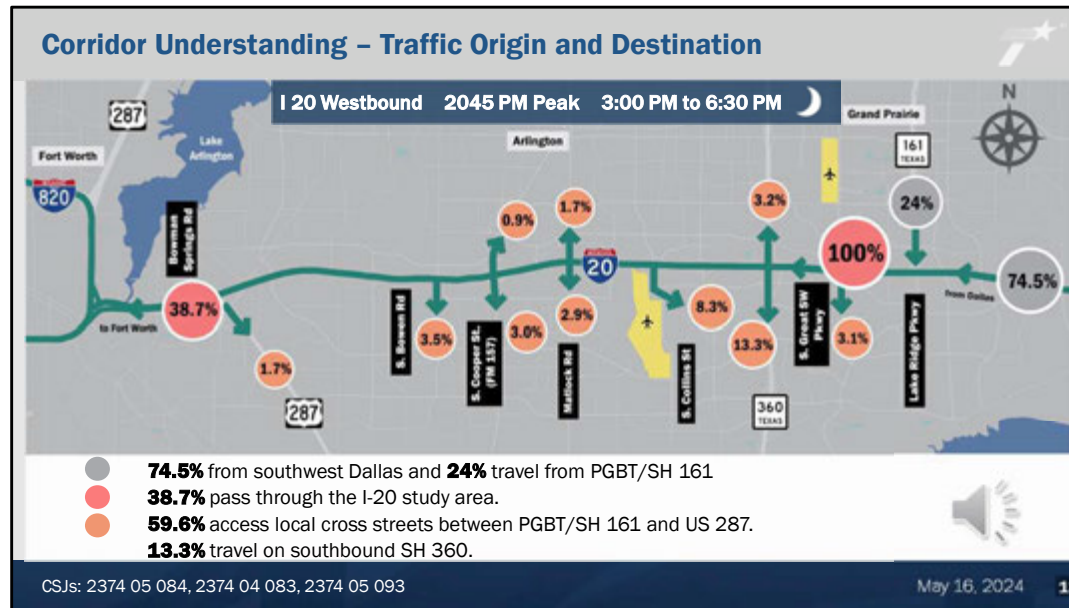 Corridor Understanding – Traffic Origin and Destination
I 20 Westbound 2045 PM Peak 3:00 PM to 6:30 PM
N
287
Lake
Arlington
Fort Worth
820
Arlington
Grand Prairie
161
TEXAS
Bowman
Springs Rd
0.9%
1.7%
3.2%
24%
100%
20
74.5%
from Dallas
38.7%
to Fort Worth
1.7%
287
S. Bowen Rd
3.5%
S. Cooper St.
(FM 157)
3.0%
2.9%
Matlock Rd
8.3%
S. Collins St
13.3%
360
TEXAS
S. Great SW
Pkwy
3.1%
Lake Ridge Pkwy
74.5% from southwest Dallas and 24% travel from PGBT/SH 161
38.7% pass through the I-20 study area.
59.6% access local cross streets between PGBT/SH 161 and US 287.
13.3% travel on southbound SH 360.
CSJs: 2374 05 084, 2374 04 083, 2374 05 093
May 16, 2024